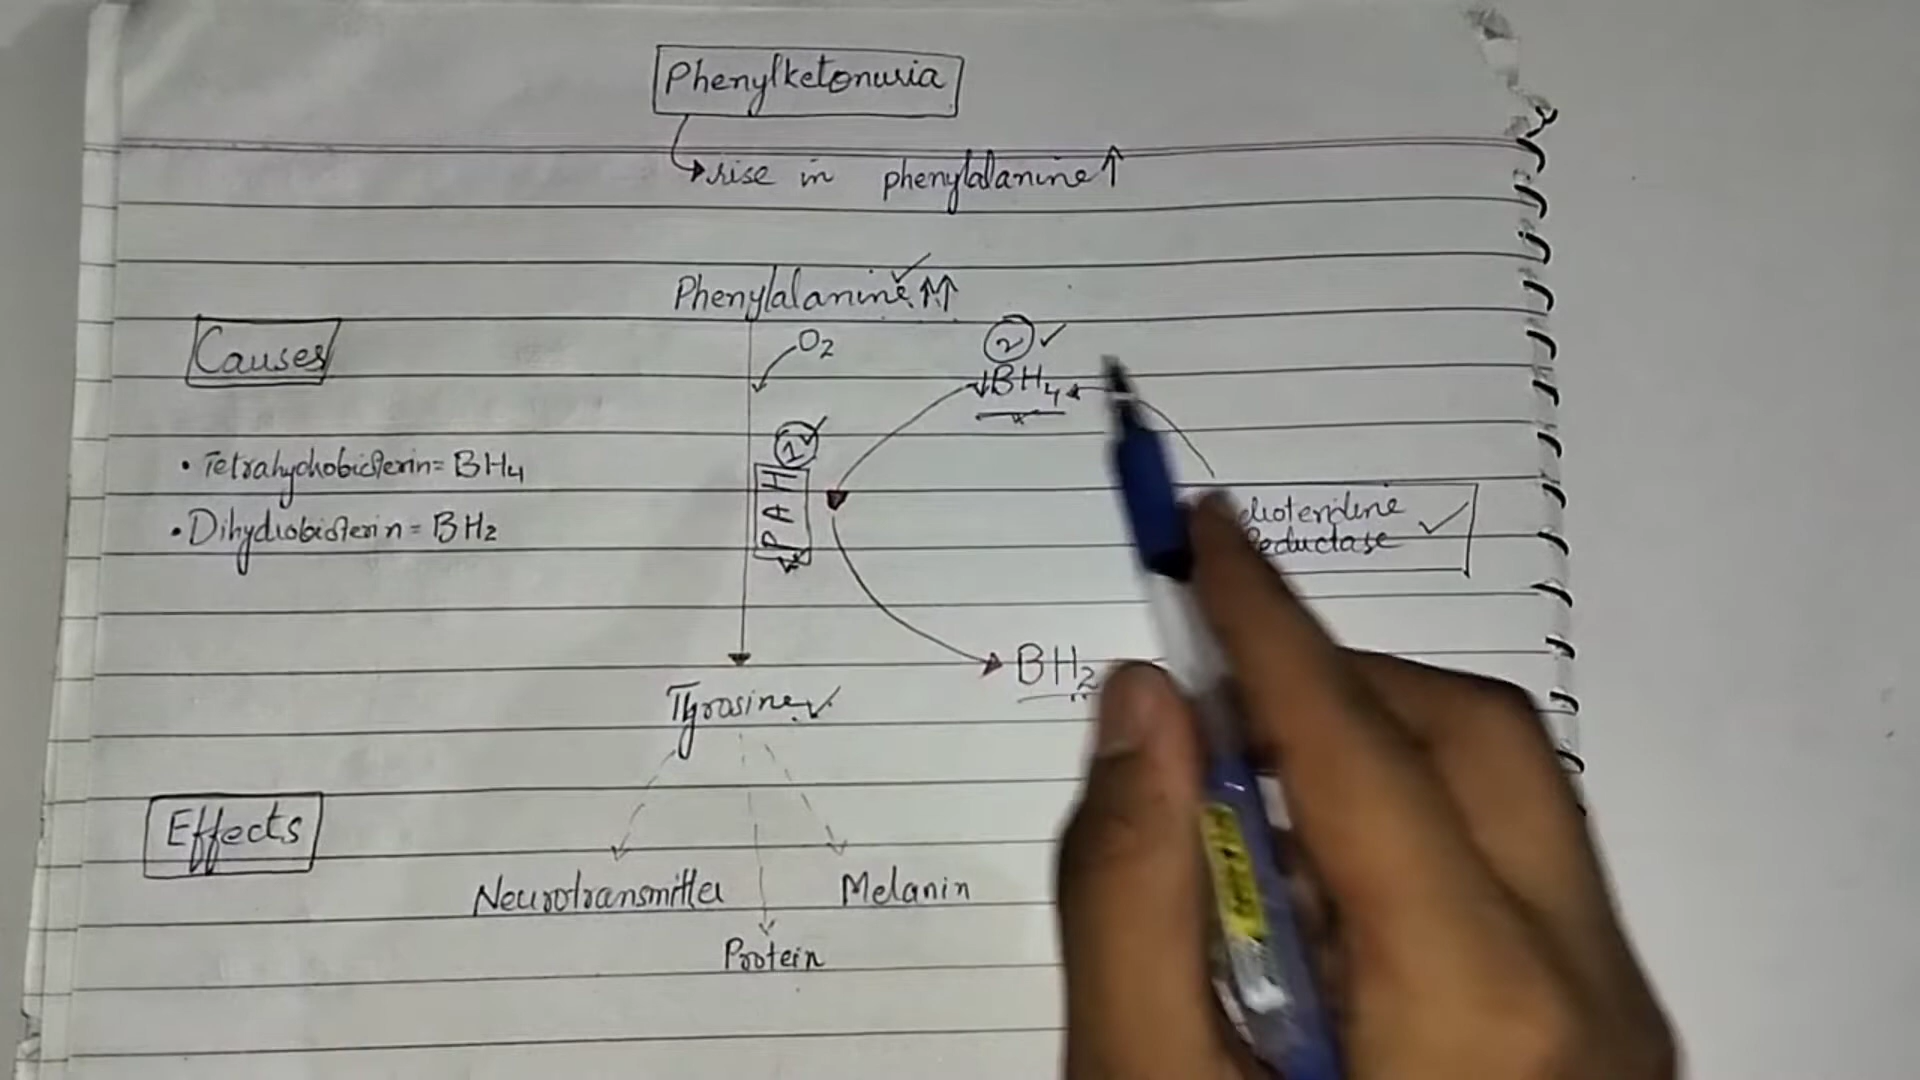 Phenylketonuria
rise in phenylalanine ↑
Phenylalanine ↑↑
O2
Causes
2
↓BH4
1
PAH
• Tetrahydrobiopterin = BH4
• Dihydrobiopterin = BH2
Reductase
BH2
Tyrosine
Effects
Neurotransmitter
Melanin
Protein